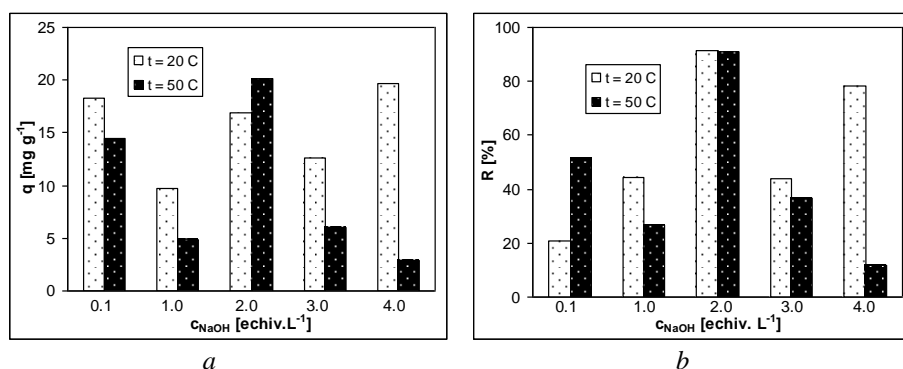 25
20
15
10
5
0
q [mg g-1]
t = 20 C
t = 50 C
0.1 1.0 2.0 3.0 4.0
cNaOH [echiv.L-1]
a
100
80
60
40
20
0
R [%]
t = 20 C
t = 50 C
0.1 1.0 2.0 3.0 4.0
cNaOH [echiv. L-1]
b